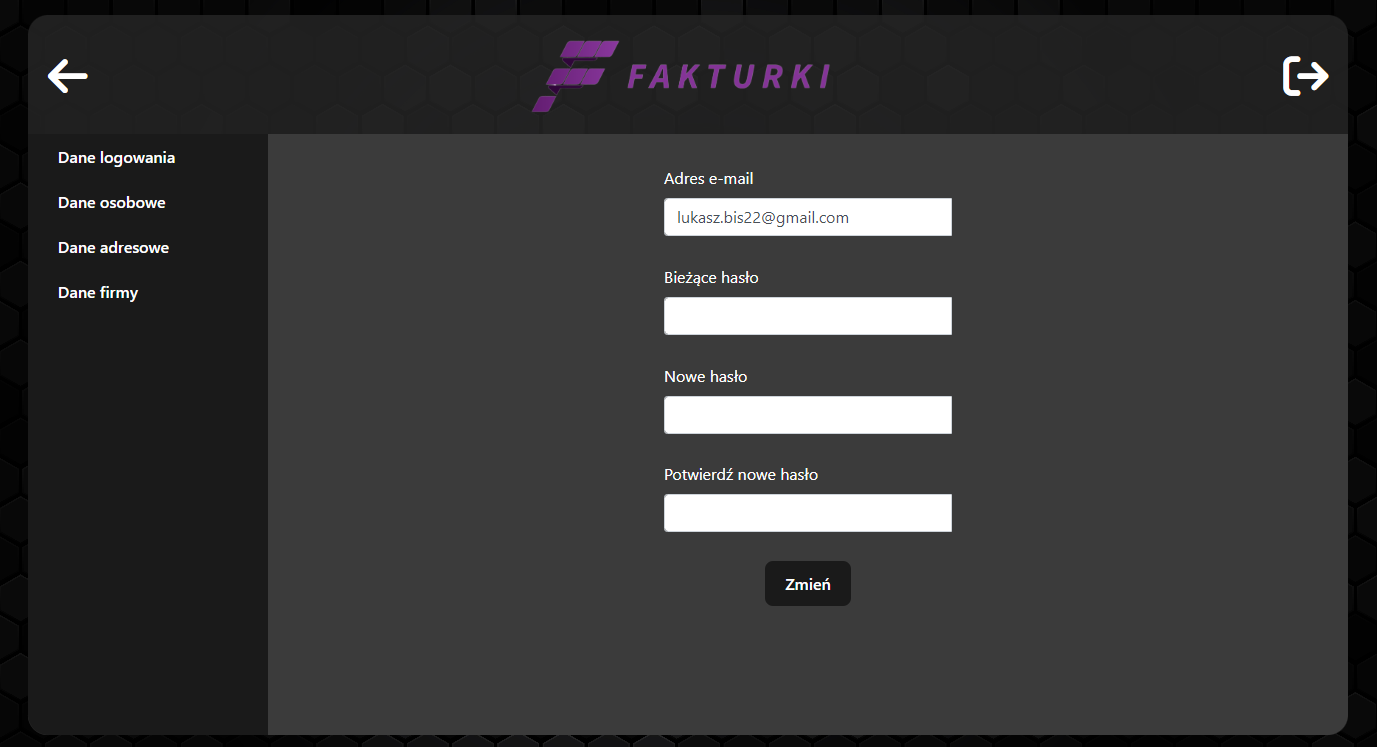 FAKTURKI
Dane logowania
Dane osobowe
Dane adresowe
Dane firmy
Adres e-mail
lukasz.bis22@gmail.com
Bieżące hasło
Nowe hasło
Potwierdź nowe hasło
Zmień